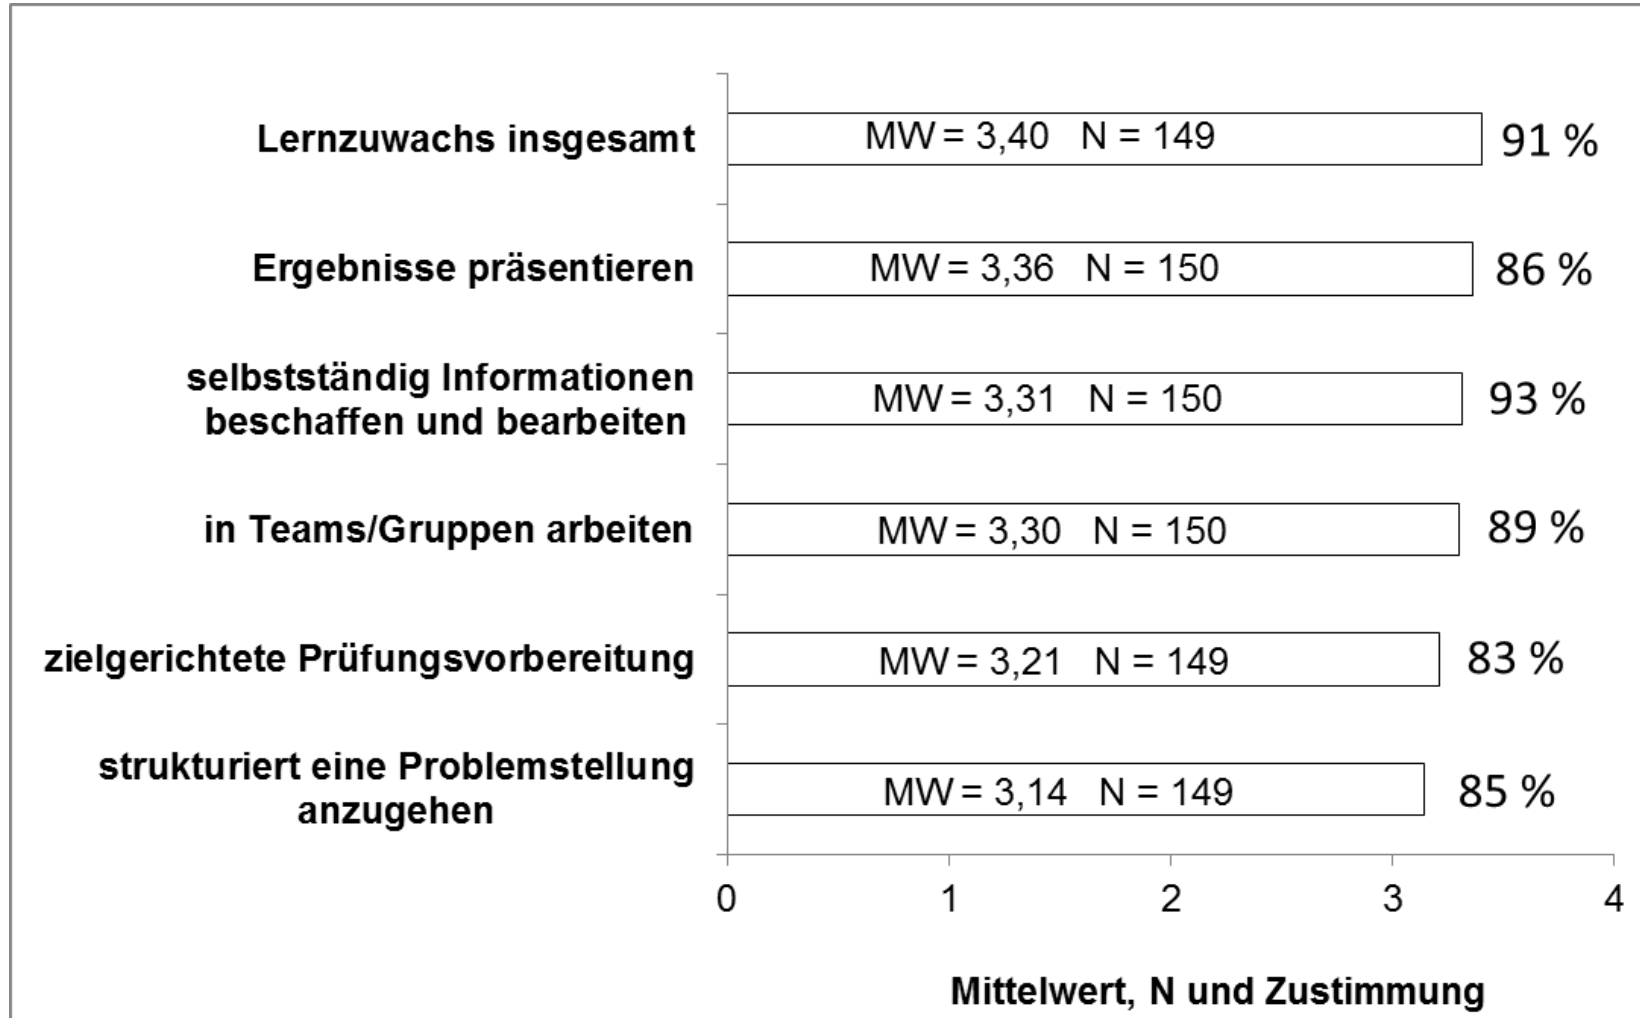 Lernzuwachs insgesamt MW = 3,40 N = 149 91 %
Ergebnisse präsentieren MW = 3,36 N = 150 86 %
selbstständig Informationen
beschaffen und bearbeiten MW = 3,31 N = 150 93 %
in Teams/Gruppen arbeiten MW = 3,30 N = 150 89 %
zielgerichtete Prüfungsvorbereitung MW = 3,21 N = 149 83 %
strukturiert eine Problemstellung
anzugehen MW = 3,14 N = 149 85 %
0 1 2 3 4
Mittelwert, N und Zustimmung